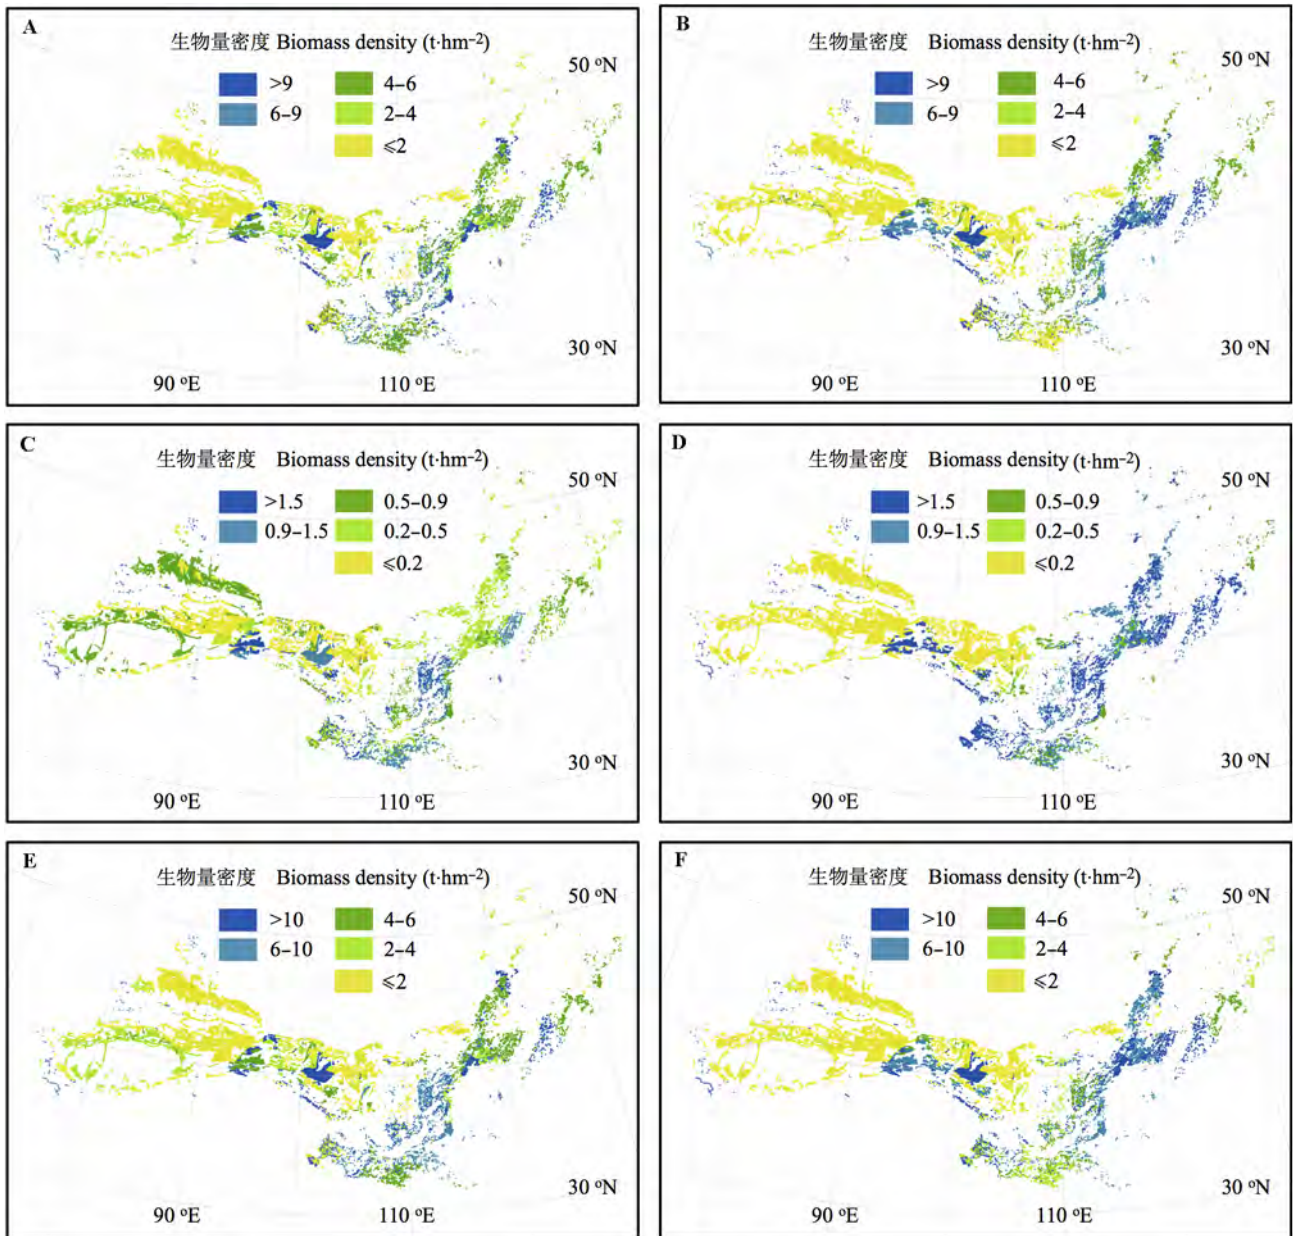 A
生物量密度 Biomass density (t·hm⁻²)
50 ºN
>9
4–6
6–9
2–4
≤2
30 ºN
90 ºE
110 ºE
B
生物量密度 Biomass density (t·hm⁻²)
50 ºN
>9
4–6
6–9
2–4
≤2
30 ºN
90 ºE
110 ºE
C
生物量密度 Biomass density (t·hm⁻²)
50 ºN
>1.5
0.5–0.9
0.9–1.5
0.2–0.5
≤0.2
30 ºN
90 ºE
110 ºE
D
生物量密度 Biomass density (t·hm⁻²)
50 ºN
>1.5
0.5–0.9
0.9–1.5
0.2–0.5
≤0.2
30 ºN
90 ºE
110 ºE
E
生物量密度 Biomass density (t·hm⁻²)
50 ºN
>10
4–6
6–10
2–4
≤2
30 ºN
90 ºE
110 ºE
F
生物量密度 Biomass density (t·hm⁻²)
50 ºN
>10
4–6
6–10
2–4
≤2
30 ºN
90 ºE
110 ºE